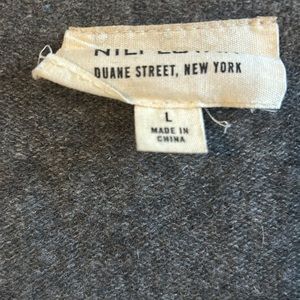 DUANE STREET, NEW YORK
L
MADE IN
CHINA